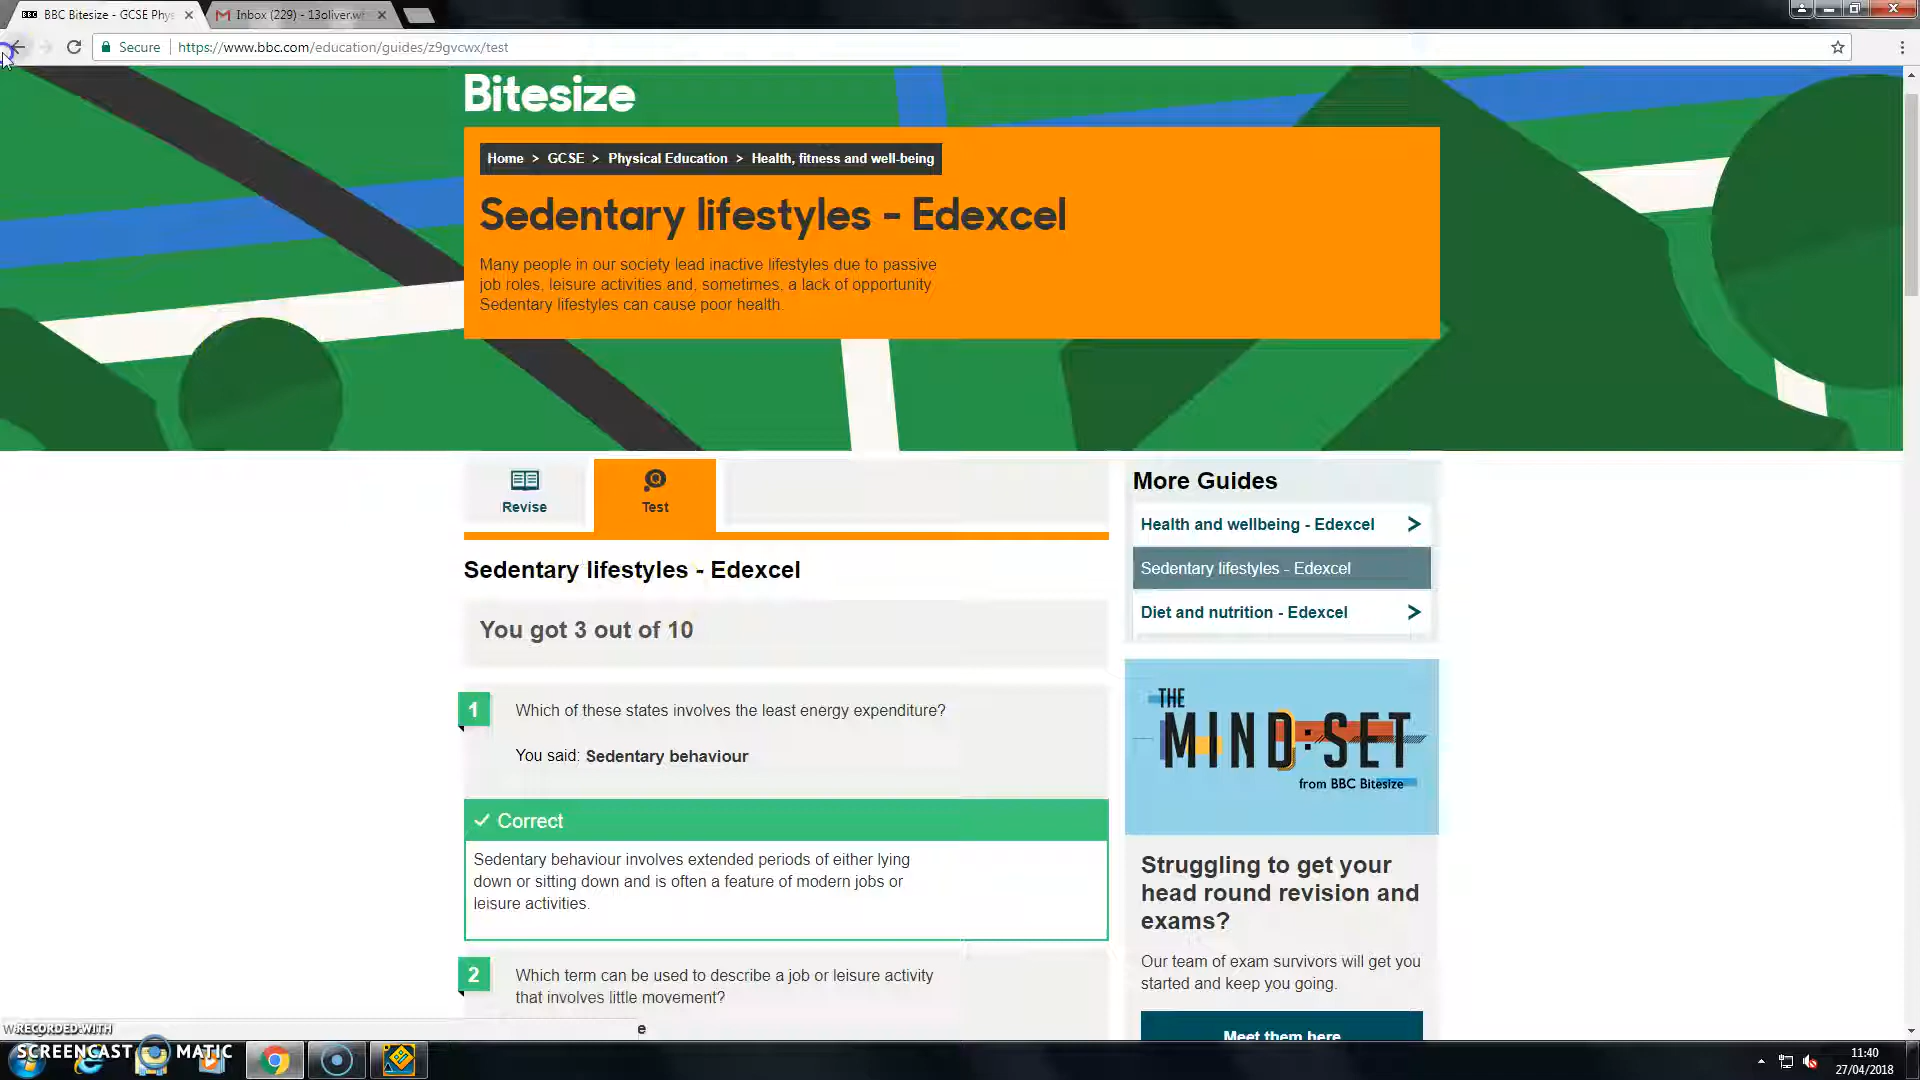 BBC BBC Bitesize - GCSE Phys
Inbox (229) - 13oliver.w
Secure
https://www.bbc.com/education/guides/z9gvcwx/test
Bitesize
Home > GCSE > Physical Education > Health, fitness and well-being
Sedentary lifestyles - Edexcel
Many people in our society lead inactive lifestyles due to passive
job roles, leisure activities and, sometimes, a lack of opportunity
Sedentary lifestyles can cause poor health.
Revise
Test
Sedentary lifestyles - Edexcel
You got 3 out of 10
1 Which of these states involves the least energy expenditure?
You said: Sedentary behaviour
Correct
Sedentary behaviour involves extended periods of either lying
down or sitting down and is often a feature of modern jobs or
leisure activities.
2 Which term can be used to describe a job or leisure activity
that involves little movement?
More Guides
Health and wellbeing - Edexcel
Sedentary lifestyles - Edexcel
Diet and nutrition - Edexcel
THE
MIND:SET
from BBC Bitesize
Struggling to get your
head round revision and
exams?
Our team of exam survivors will get you
started and keep you going.
Meet them here
RECORDED WITH
SCREENCAST MATIC
11:40
27/04/2018